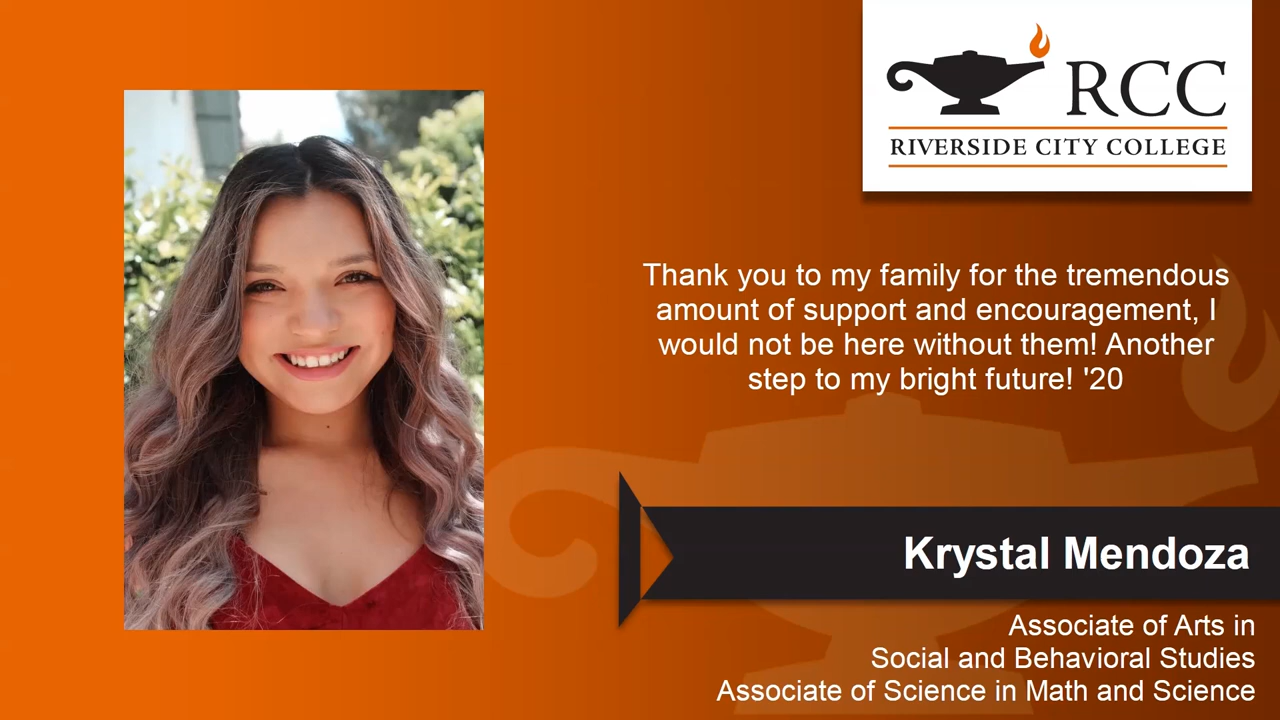 RCC
RIVERSIDE CITY COLLEGE
Thank you to my family for the tremendous
amount of support and encouragement, I
would not be here without them! Another
step to my bright future! '20
Krystal Mendoza
Associate of Arts in
Social and Behavioral Studies
Associate of Science in Math and Science